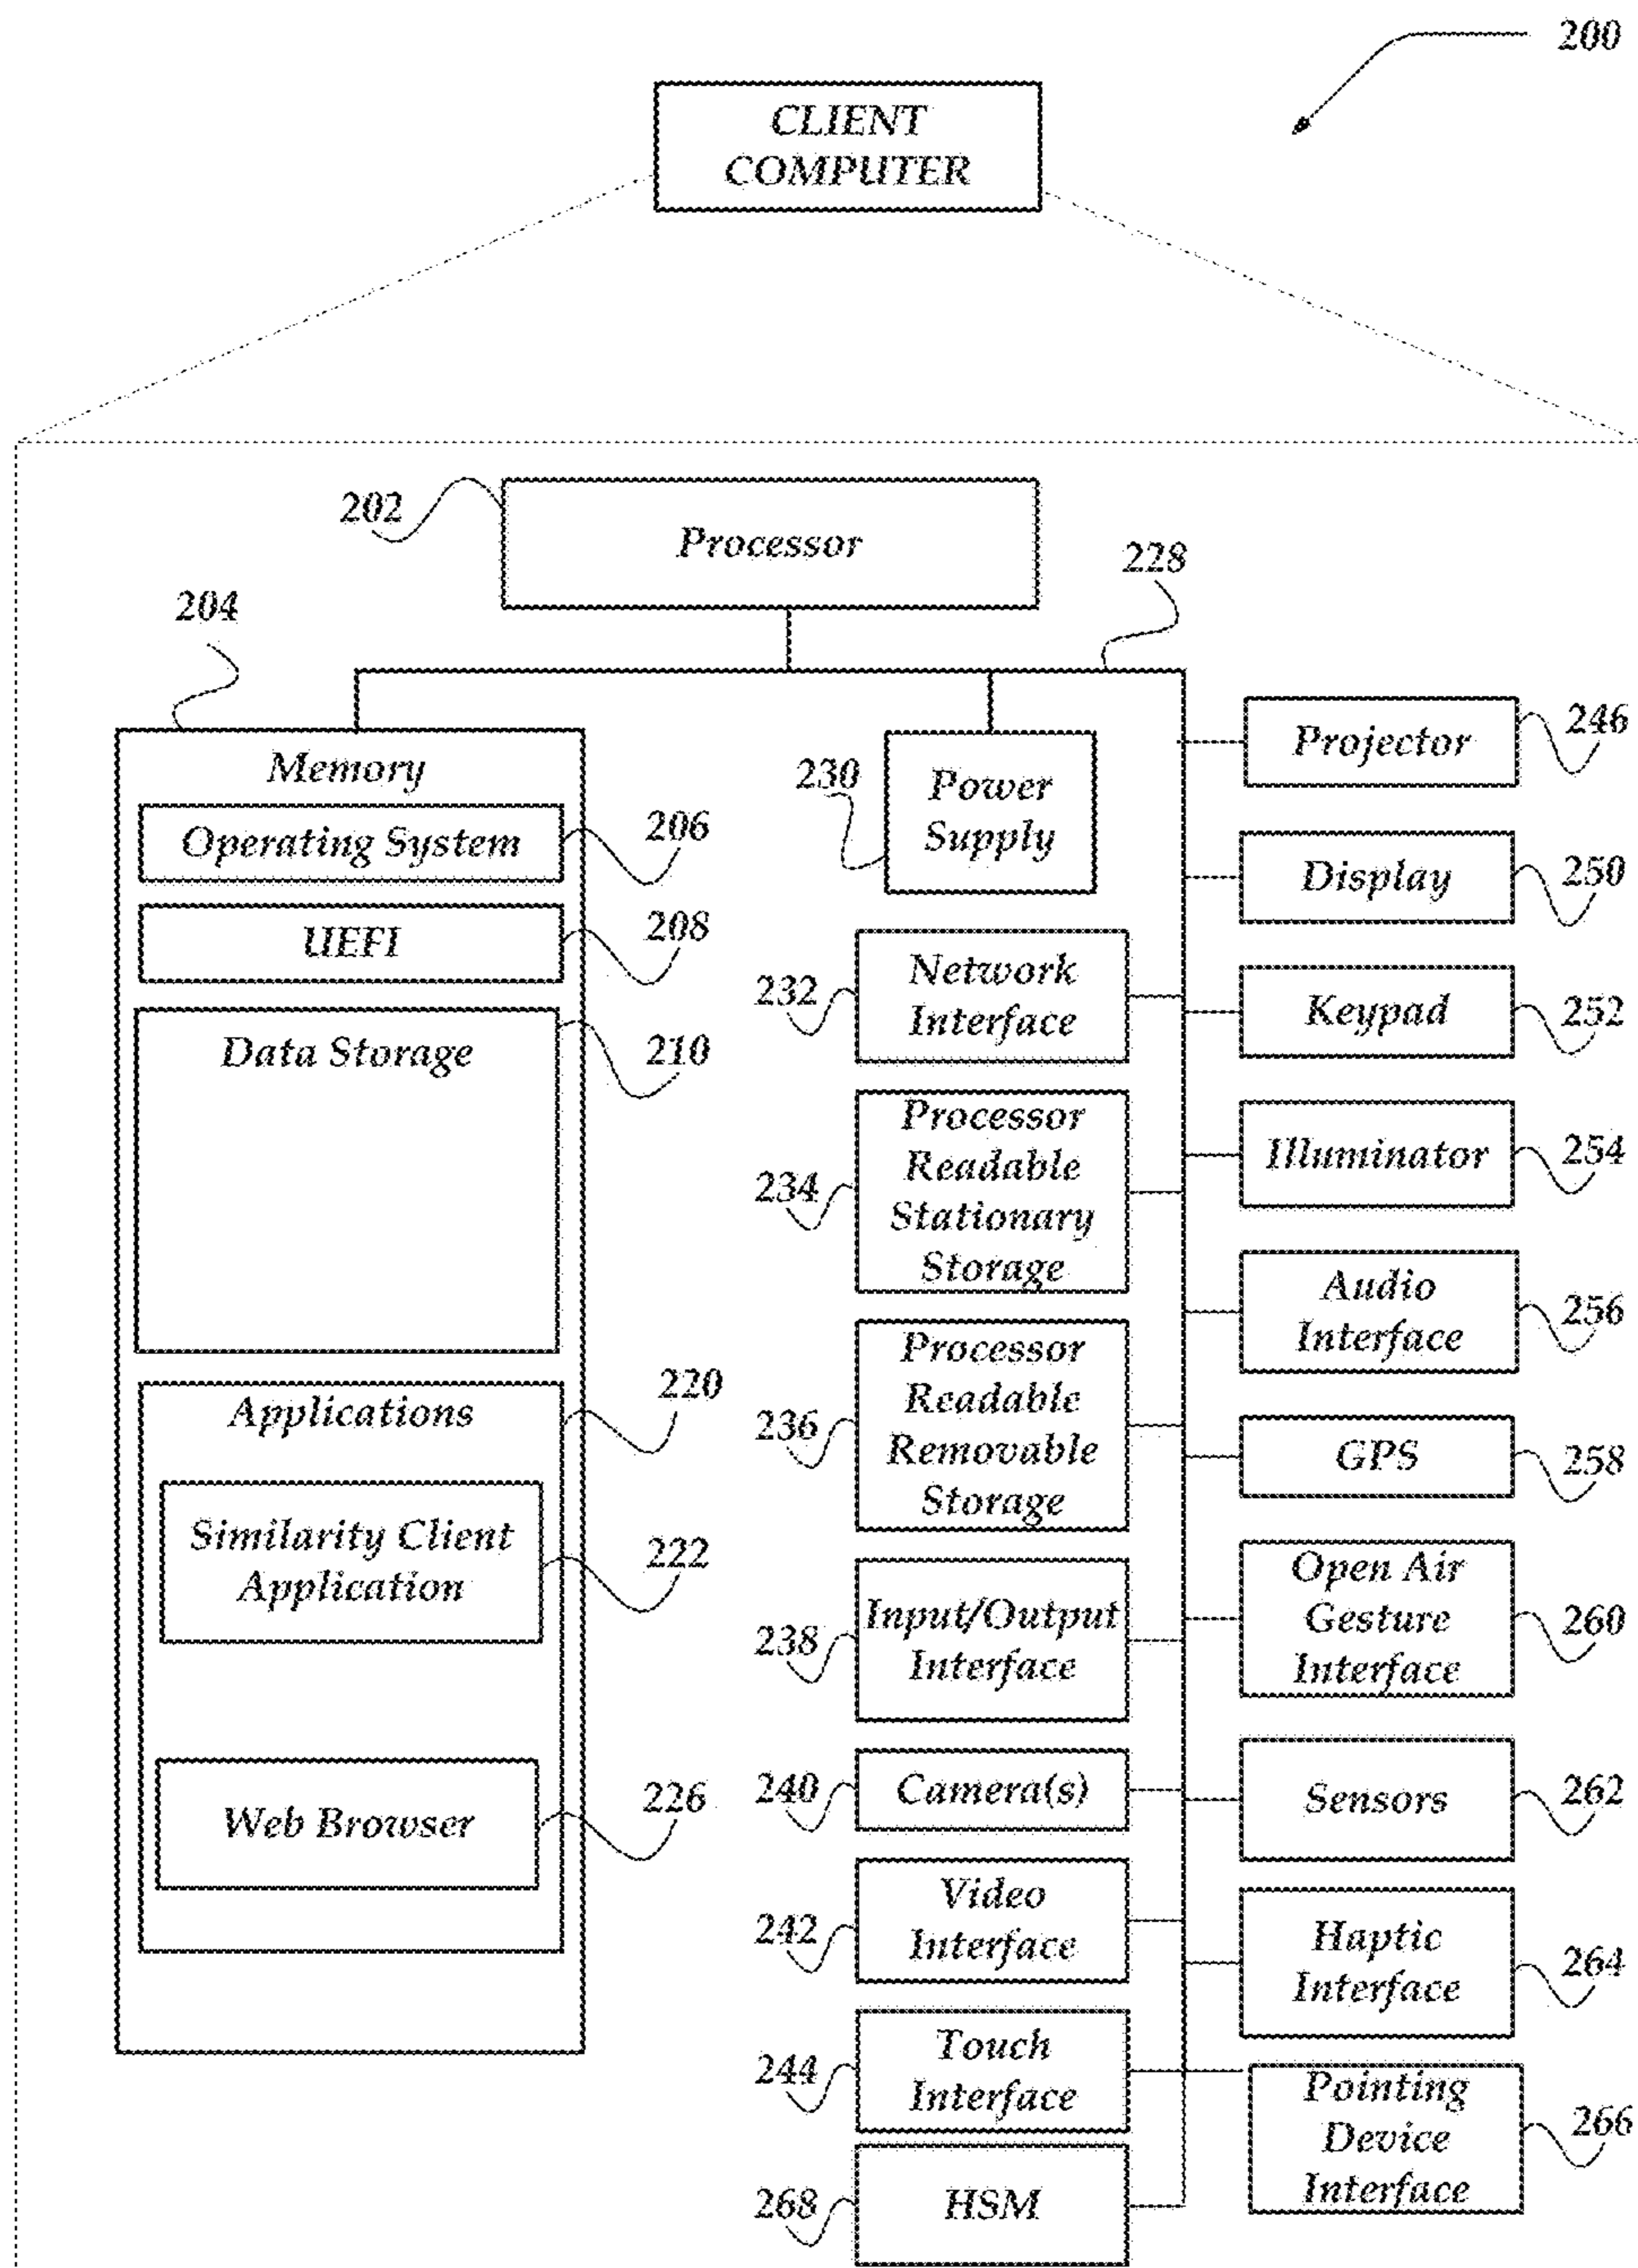 200
CLIENT
COMPUTER
202
Processor
228
204
Memory
Operating System
206
UEFI
208
Data Storage
210
Applications
220
Similarity Client
Application
222
Web Browser
226
230
Power
Supply
232
Network
Interface
234
Processor
Readable
Stationary
Storage
236
Processor
Readable
Removable
Storage
238
Input/Output
Interface
240
Camera(s)
242
Video
Interface
244
Touch
Interface
268
HSM
Projector
246
Display
250
Keypad
252
Illuminator
254
Audio
Interface
256
GPS
258
Open Air
Gesture
Interface
260
Sensors
262
Haptic
Interface
264
Pointing
Device
Interface
266